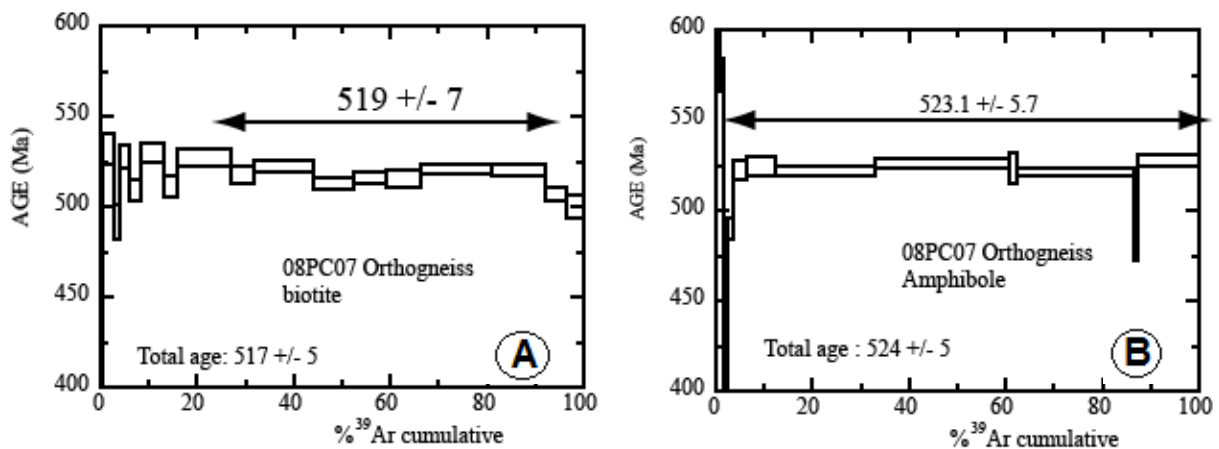 600
550
500
450
400
AGE (Ma)
519 +/- 7
08PC07 Orthogneiss
biotite
Total age: 517 +/- 5
A
0 20 40 60 80 100
% ³⁹Ar cumulative
600
550
500
450
400
AGE (Ma)
523.1 +/- 5.7
08PC07 Orthogneiss
Amphibole
Total age : 524 +/- 5
B
0 20 40 60 80 100
% ³⁹Ar cumulative